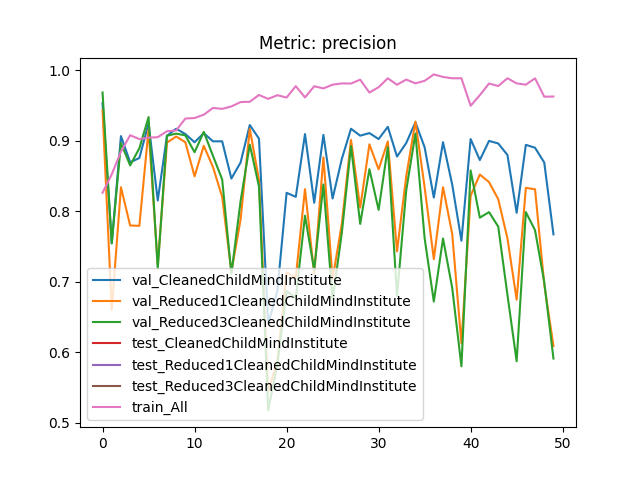 Metric: precision
1.0
0.9
0.8
0.7
0.6
0.5
val_CleanedChildMindInstitute
val_Reduced1CleanedChildMindInstitute
val_Reduced3CleanedChildMindInstitute
test_CleanedChildMindInstitute
test_Reduced1CleanedChildMindInstitute
test_Reduced3CleanedChildMindInstitute
train_All
0 10 20 30 40 50